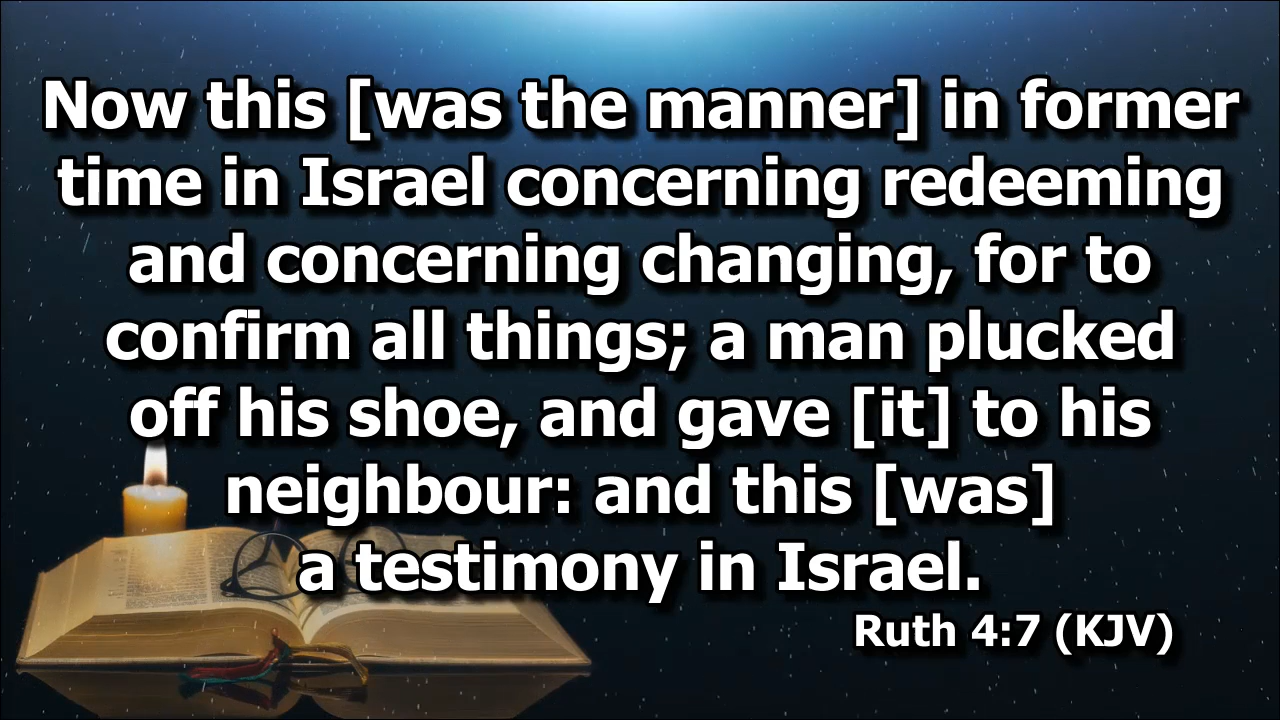 Now this [was the manner] in former
time in Israel concerning redeeming
and concerning changing, for to
confirm all things; a man plucked
off his shoe, and gave [it] to his
neighbour: and this [was]
a testimony in Israel.
Ruth 4:7 (KJV)